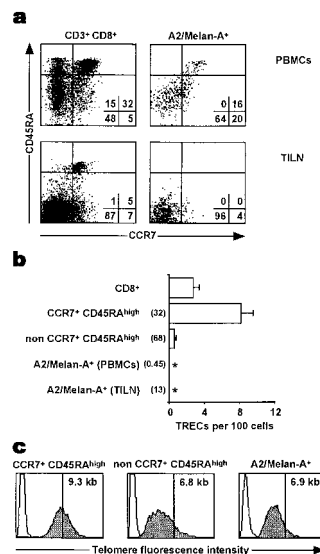 a
CD3+ CD8+ A2/Melan-A+
PBMCs
15 32
48 5
0 16
64 20
CD45RA
TILN
1 5
87 7
0 0
96 4
CCR7
b
CD8+
CCR7+ CD45RAhigh (32)
non CCR7+ CD45RAhigh (68)
A2/Melan-A+ (PBMCs) (0.45) *
A2/Melan-A+ (TILN) (13) *
0 4 8 12
TRECs per 100 cells
c
CCR7+ CD45RAhigh non CCR7+ CD45RAhigh A2/Melan-A+
9.3 kb 6.8 kb 6.9 kb
Telomere fluorescence intensity